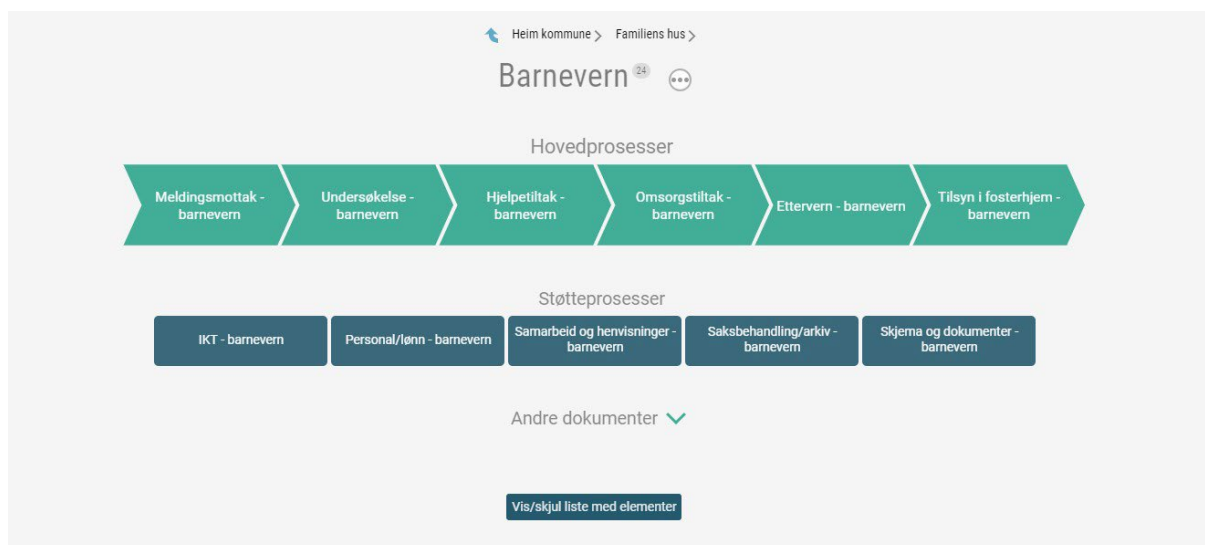 Heim kommune > Familiens hus >
Barnevern 24
Hovedprosesser
Meldingsmottak -
barnevern
Undersøkelse -
barnevern
Hjelpetiltak -
barnevern
Omsorgstiltak -
barnevern
Ettervern - barnevern
Tilsyn i fosterhjem -
barnevern
Støtteprosesser
IKT - barnevern
Personal/lønn - barnevern
Samarbeid og henvisninger -
barnevern
Saksbehandling/arkiv -
barnevern
Skjema og dokumenter -
barnevern
Andre dokumenter
Vis/skjul liste med elementer